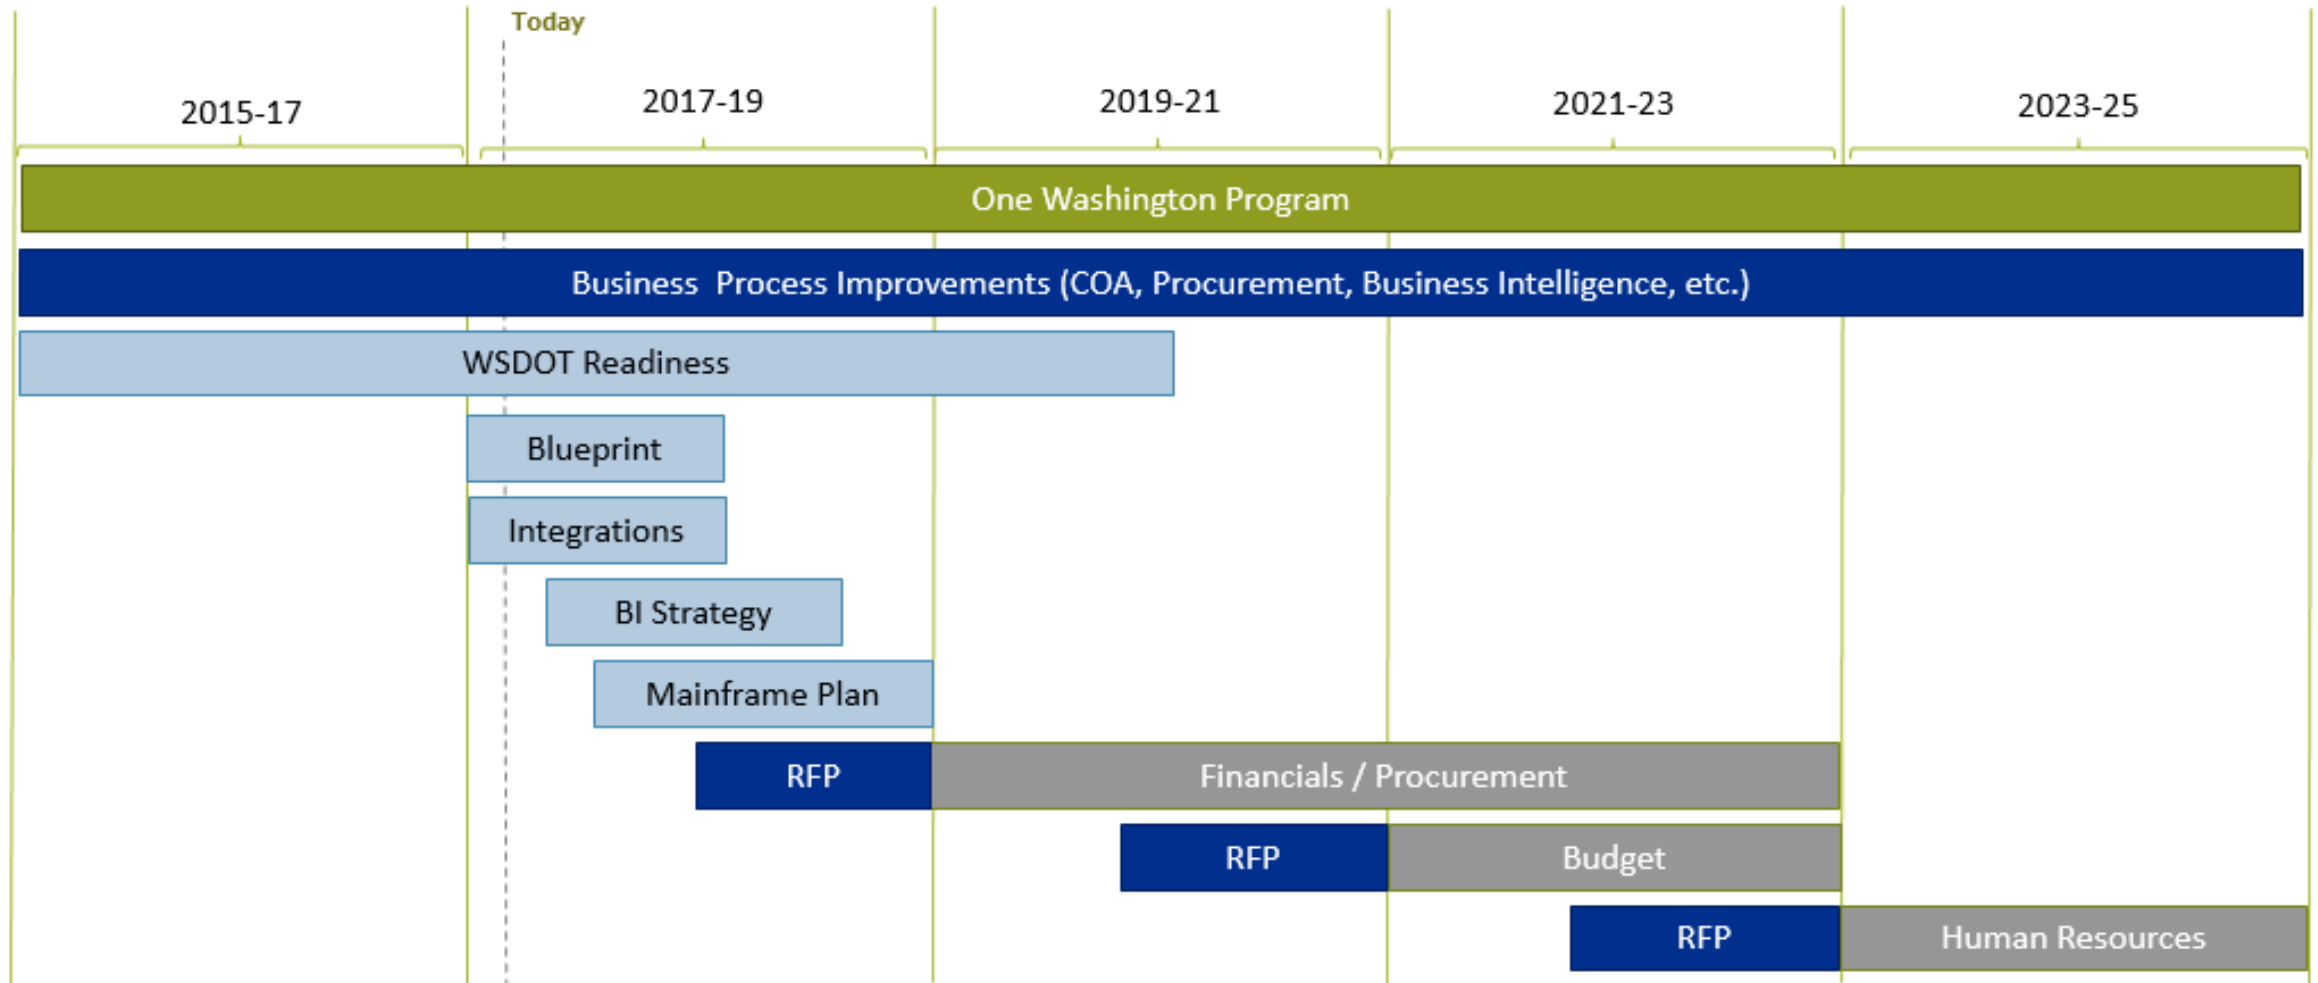 Today
2015-17
2017-19
2019-21
2021-23
2023-25
One Washington Program
Business  Process Improvements (COA, Procurement, Business Intelligence, etc.)
WSDOT Readiness
Blueprint
Integrations
BI Strategy
Mainframe Plan
RFP
Financials / Procurement
RFP
Budget
RFP
Human Resources